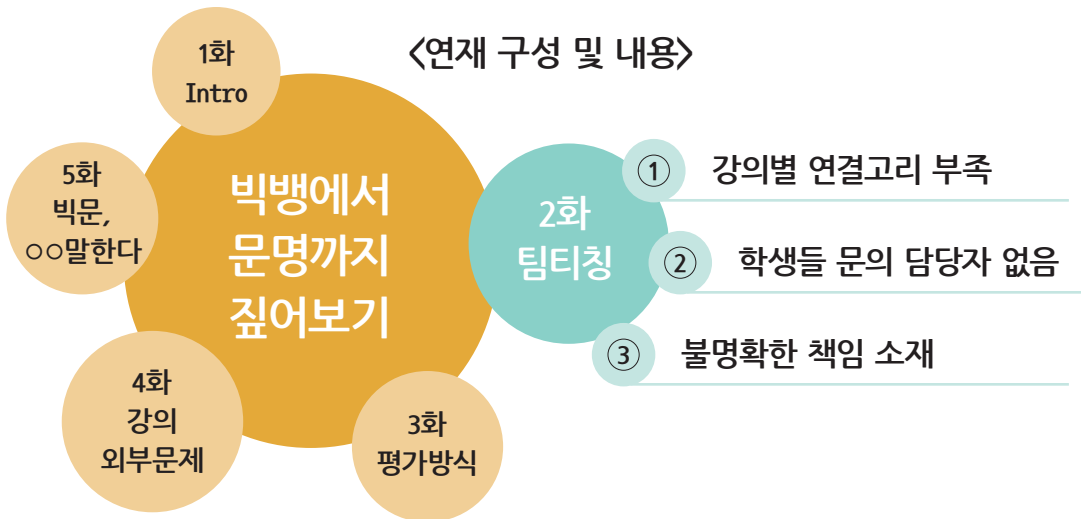 <연재 구성 및 내용>
1화
Intro
빅뱅에서
문명까지
짚어보기
2화
팀티칭
① 강의별 연결고리 부족
② 학생들 문의 담당자 없음
③ 불명확한 책임 소재
3화
평가방식
4화
강의
외부문제
5화
빅문,
○○말한다